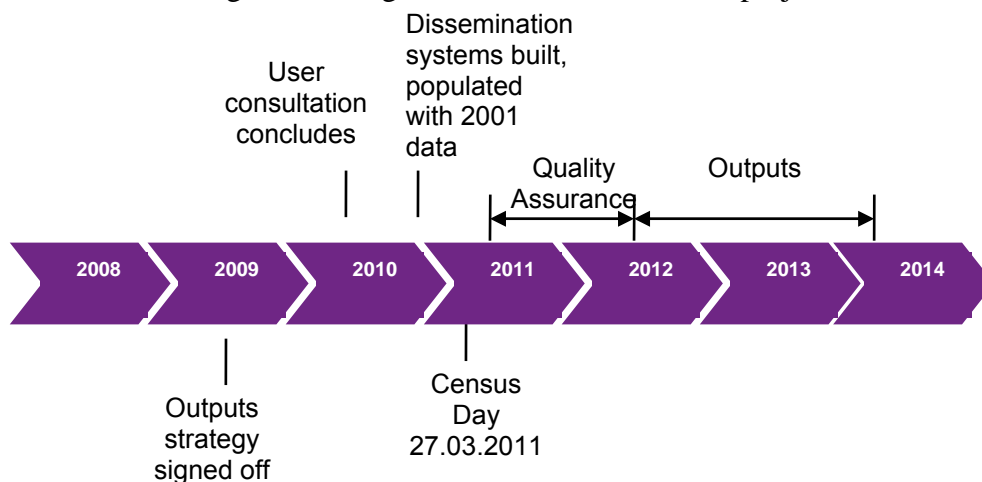 Dissemination
systems built,
populated
with 2001
data
User
consultation
concludes
Quality
Assurance
Outputs
2008
2009
2010
2011
2012
2013
2014
Outputs
strategy
signed off
Census
Day
27.03.2011